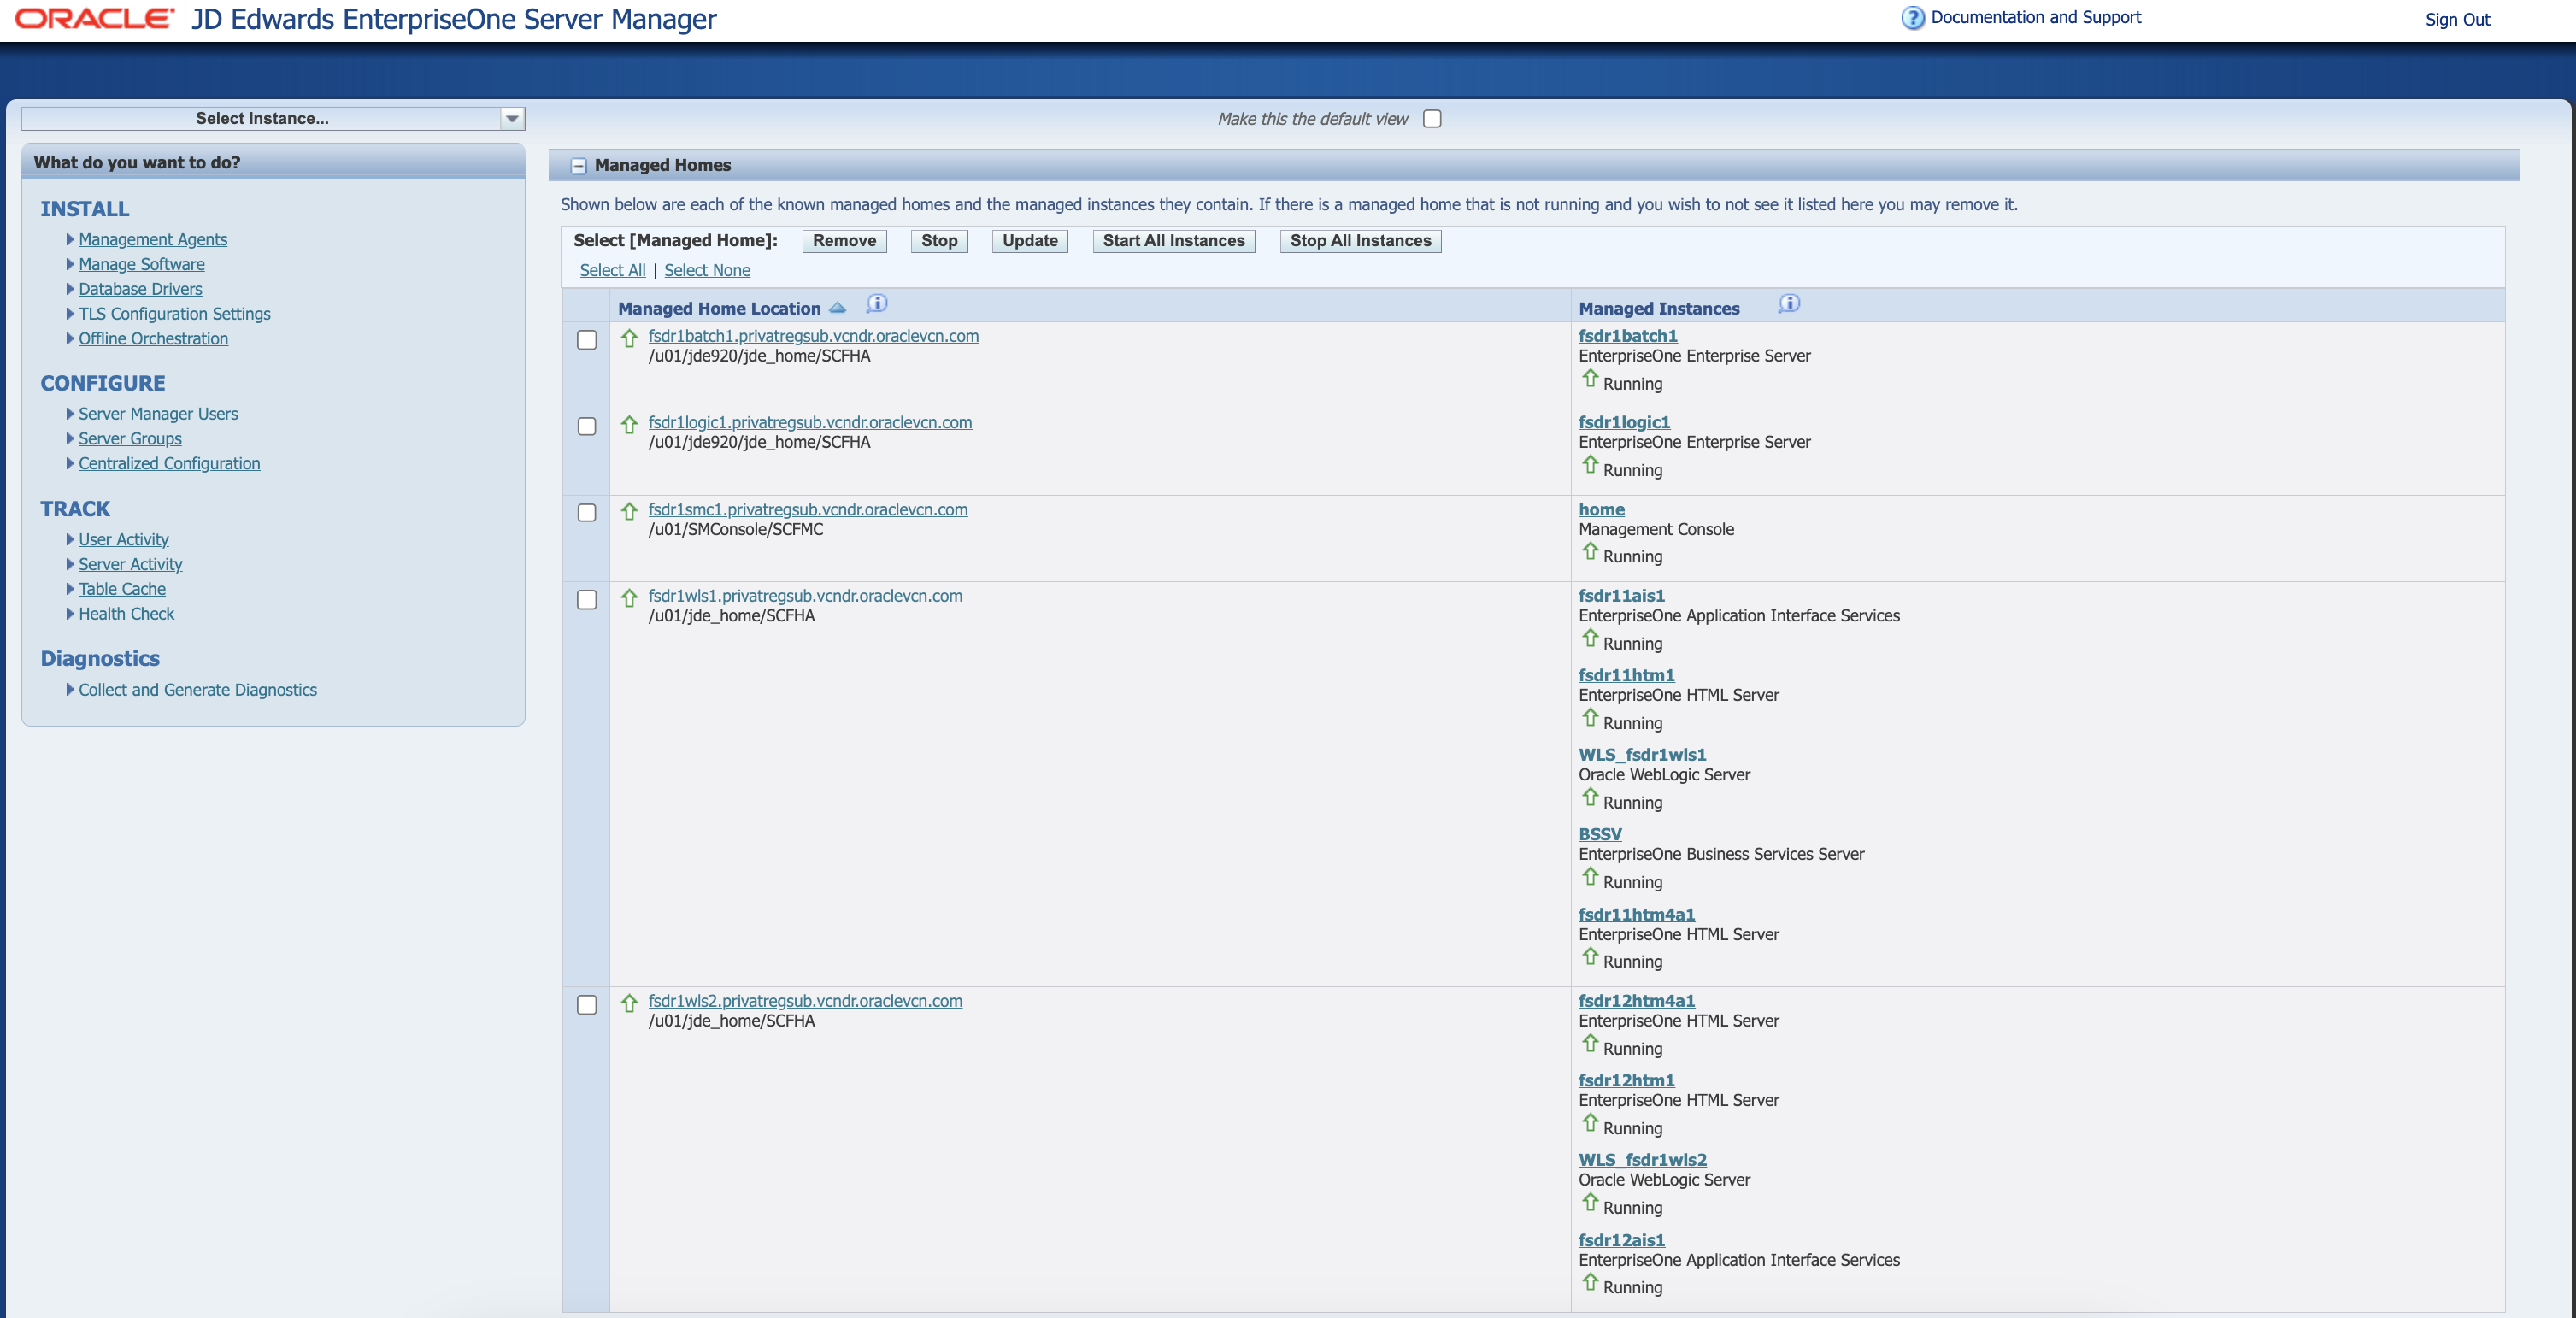 ORACLE JD Edwards EnterpriseOne Server Manager
Documentation and Support
Sign Out
Select Instance...
Make this the default view
What do you want to do?
INSTALL
Management Agents
Manage Software
Database Drivers
TLS Configuration Settings
Offline Orchestration
CONFIGURE
Server Manager Users
Server Groups
Centralized Configuration
TRACK
User Activity
Server Activity
Table Cache
Health Check
Diagnostics
Collect and Generate Diagnostics
Managed Homes
Shown below are each of the known managed homes and the managed instances they contain. If there is a managed home that is not running and you wish to not see it listed here you may remove it.
Select [Managed Home]: Remove Stop Update Start All Instances Stop All Instances
Select All | Select None
Managed Home Location
Managed Instances
fsdr1batch1.privatregsub.vcndr.oraclevcn.com
/u01/jde920/jde_home/SCFHA
fsdr1batch1
EnterpriseOne Enterprise Server
Running
fsdr1logic1.privatregsub.vcndr.oraclevcn.com
/u01/jde920/jde_home/SCFHA
fsdr1logic1
EnterpriseOne Enterprise Server
Running
fsdr1smc1.privatregsub.vcndr.oraclevcn.com
/u01/SMConsole/SCFMC
home
Management Console
Running
fsdr1wls1.privatregsub.vcndr.oraclevcn.com
/u01/jde_home/SCFHA
fsdr11ais1
EnterpriseOne Application Interface Services
Running
fsdr11htm1
EnterpriseOne HTML Server
Running
WLS_fsdr1wls1
Oracle WebLogic Server
Running
BSSV
EnterpriseOne Business Services Server
Running
fsdr11htm4a1
EnterpriseOne HTML Server
Running
fsdr1wls2.privatregsub.vcndr.oraclevcn.com
/u01/jde_home/SCFHA
fsdr12htm4a1
EnterpriseOne HTML Server
Running
fsdr12htm1
EnterpriseOne HTML Server
Running
WLS_fsdr1wls2
Oracle WebLogic Server
Running
fsdr12ais1
EnterpriseOne Application Interface Services
Running